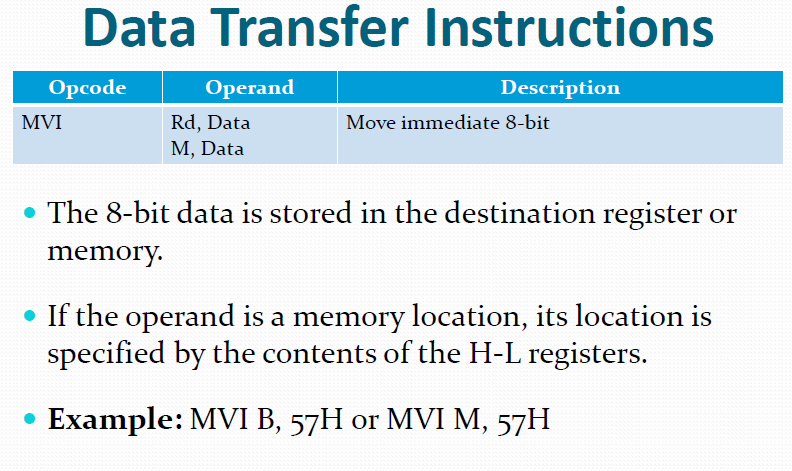 Data Transfer Instructions
Opcode Operand Description
MVI Rd, Data Move immediate 8-bit
M, Data
• The 8-bit data is stored in the destination register or
memory.
• If the operand is a memory location, its location is
specified by the contents of the H-L registers.
• Example: MVI B, 57H or MVI M, 57H